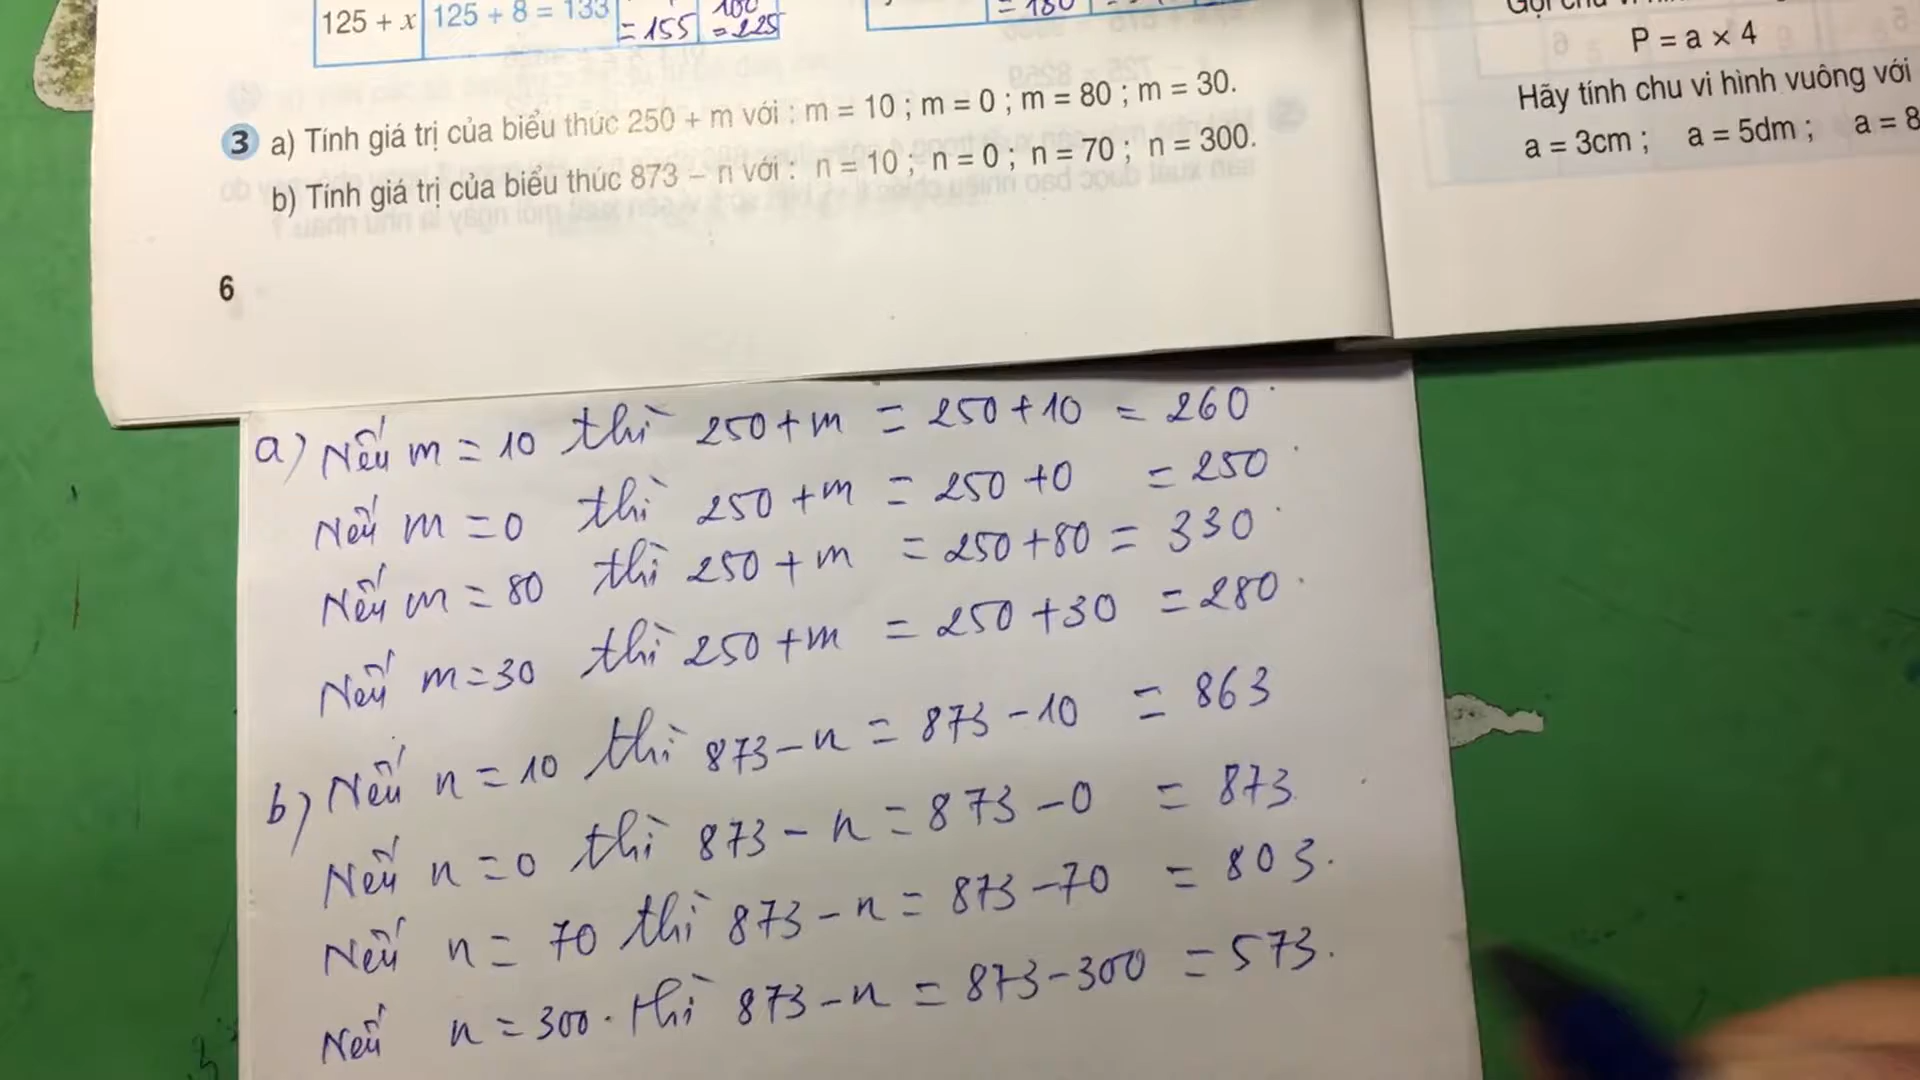 125 + x 125 + 8 = 133 = 155 = 225
= 180
3 a) Tính giá trị của biểu thức 250 + m với : m = 10 ; m = 0 ; m = 80 ; m = 30.
b) Tính giá trị của biểu thức 873 – n với : n = 10 ; n = 0 ; n = 70 ; n = 300.
6
P = a × 4
Hãy tính chu vi hình vuông với
a = 3cm ; a = 5dm ; a = 8
a) Nếu m = 10 thì 250 + m = 250 + 10 = 260
Nếu m = 0 thì 250 + m = 250 + 0 = 250
Nếu m = 80 thì 250 + m = 250 + 80 = 330
Nếu m = 30 thì 250 + m = 250 + 30 = 280
b) Nếu n = 10 thì 873 – n = 873 – 10 = 863
Nếu n = 0 thì 873 – n = 873 – 0 = 873
Nếu n = 70 thì 873 – n = 873 – 70 = 803.
Nếu n = 300. thì 873 – n = 873 – 300 = 573.